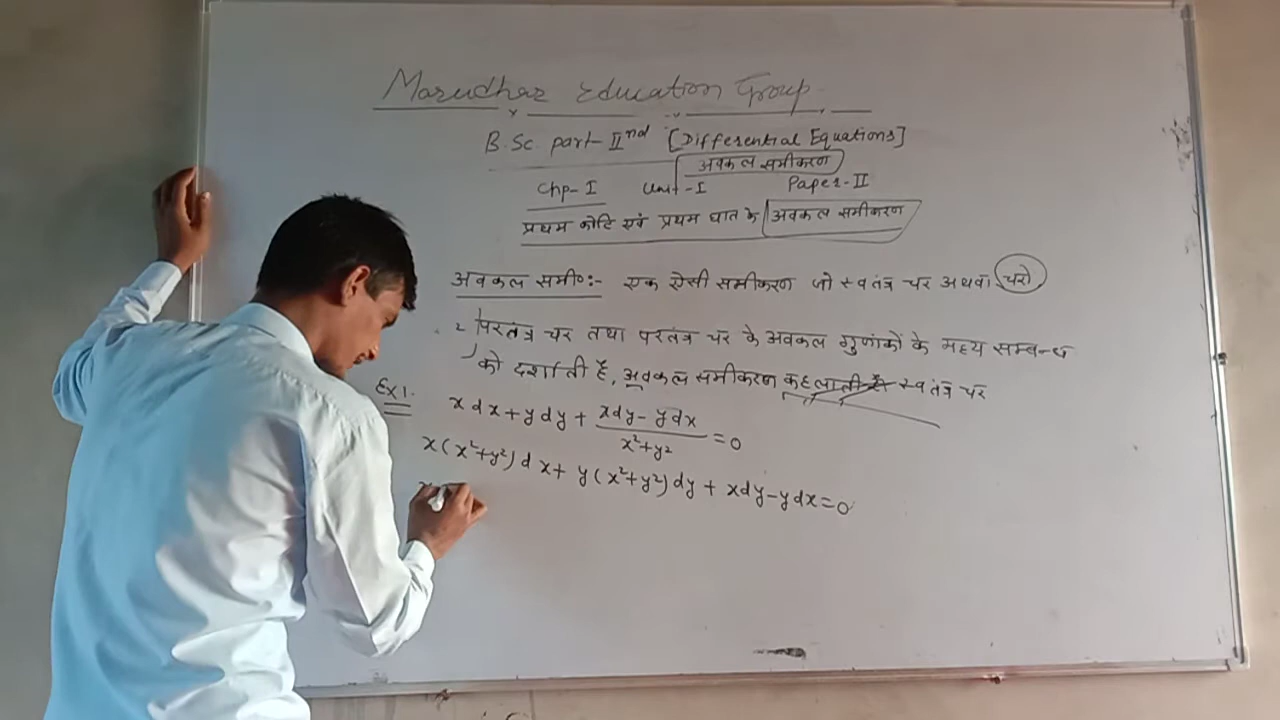 Marudhar Education Group
B.Sc. part-IInd [Differential Equations]
अवकल समीकरण
Chp-I Unit-I Paper-II
प्रथम कोटि एवं प्रथम घात के अवकल समीकरण
अवकल समी०:- एक ऐसी समीकरण जो स्वतंत्र चर अथवा चरो
परतंत्र चर तथा परतंत्र चर के अवकल गुणांकों के मध्य सम्बन्ध
को दर्शाती है, अवकल समीकरण कहलाती है स्वतंत्र चर
Ex1.
xdx+ydy+ (xdy-ydx)/(x²+y²) =0
x(x²+y²)dx+ y(x²+y²)dy + xdy-ydx=0